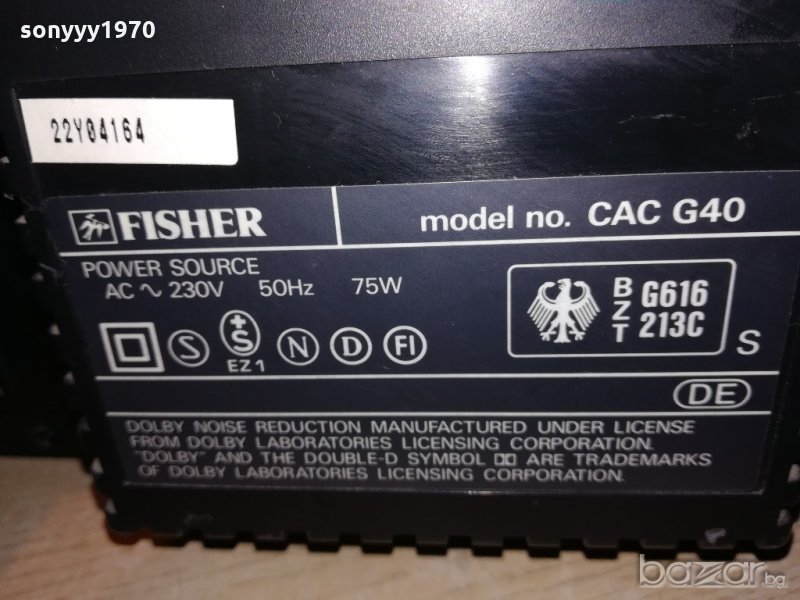 sonyyy1970
22Y04164
FISHER
model no. CAC G40
POWER SOURCE
AC ∿ 230V 50Hz 75W
BZT G616 213C
S
S +S N D FI
EZ1
DE
DOLBY NOISE REDUCTION MANUFACTURED UNDER LICENSE
FROM DOLBY LABORATORIES LICENSING CORPORATION.
"DOLBY" AND THE DOUBLE-D SYMBOL ARE TRADEMARKS
OF DOLBY LABORATORIES LICENSING CORPORATION.
bazar.bg